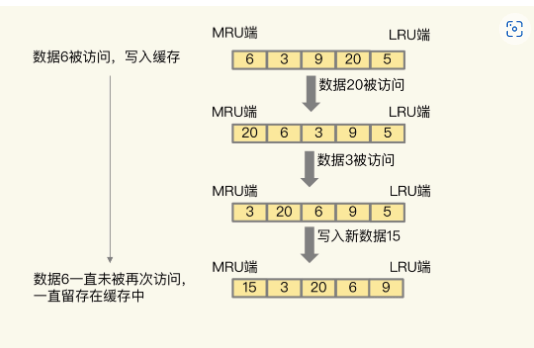 MRU端 LRU端
数据6被访问，写入缓存
6 3 9 20 5
数据20被访问
MRU端 LRU端
20 6 3 9 5
数据3被访问
MRU端 LRU端
3 20 6 9 5
写入新数据15
MRU端 LRU端
数据6一直未被再次访问，
一直留存在缓存中
15 3 20 6 9